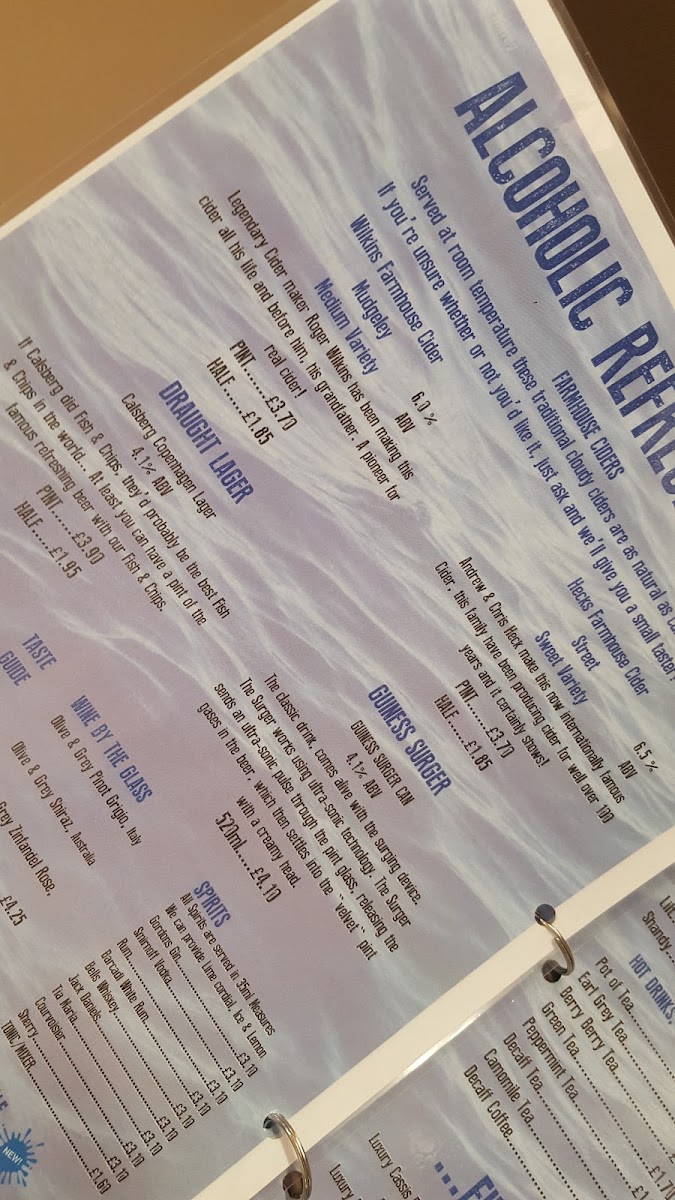 ALCOHOLIC
FARMHOUSE CIDERS
Served at room temperature these traditional cloudy ciders are as natural as
If you're unsure whether or not you'd like it, just ask and we'll give you a small taster!
Wilkins Farmhouse Cider
Mudgeley
Medium Variety
6.0 %
ABV
Legendary Cider maker Roger Wilkins has been making this
cider all his life and before him, his grandfather. A pioneer for
real cider!
PINT......£3.70
HALF.....£1.85
Hecks Farmhouse Cider
Street
Sweet Variety
6.5 %
ABV
Andrew & Chris Heck make this now internationally famous
Cider, this family have been producing cider for well over 100
years and it certainly shows!
PINT......£3.70
HALF.....£1.85
DRAUGHT LAGER
Calsberg Copenhagen Lager
4.1% ABV
If Calsberg did Fish & Chips, they'd probably be the best Fish
& Chips in the world... At least you can have a pint of the
famous refreshing beer with our Fish & Chips.
PINT......£3.90
HALF.....£1.95
GUNESS SURGER
GUINESS SURGER CAN
4.1% ABV
The classic drink, comes alive with the surging device.
The Surger works using ultra-sonic technology. The Surger
sends an ultra-sonic pulse through the pint glass, releasing the
gases in the beer, which then settles into the "velvet" pint
with a creamy head.
520ml......£4.10
TASTE
GUIDE
WINE BY THE GLASS
Olive & Grey Pinot Grigio, Italy
Olive & Grey Shiraz, Australia
Grey Zinfandel Rose,
£4.25
SPIRITS
All Spirits are served in 35ml Measures
We can provide Lime cordial, Ice & Lemon
Gordons Gin......£3.10
Smirnoff Vodka......£3.10
Rum......£3.10
Barcadi White Rum......£3.10
Bells Whiskey......£3.10
Jack Daniels......£3.10
Tia Maria......£3.10
Courvoisier......£3.10
Sherry......£3.10
TONIC / MIXER......£1.60
NEW!
Shandy
HOT DRINKS
Pot of Tea
Earl Grey Tea
Berry Berry Tea
Green Tea
Peppermint Tea
Decaff Tea
Camomile Tea
Decaff Coffee
£1.70
Luxury Cassis
Luxury